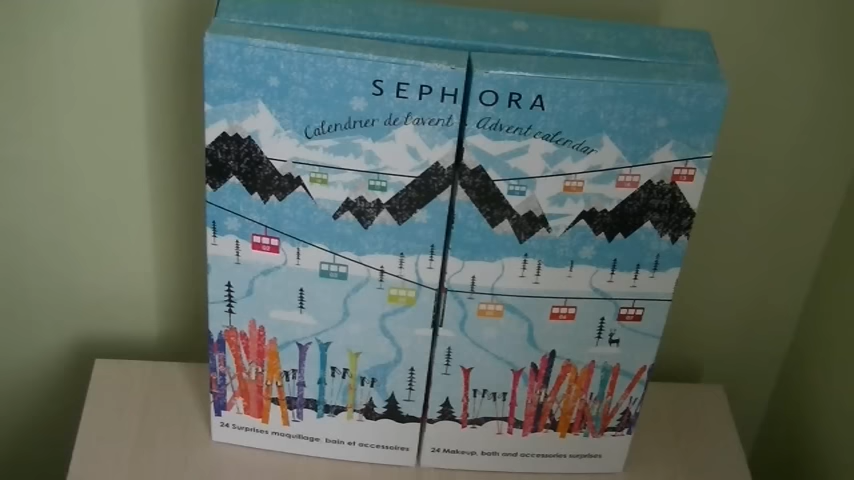 SEPHORA
Calendrier de l'avent • Advent calendar
24 Surprises maquillage, bain et accessoires
24 Makeup, bath and accessories surprises